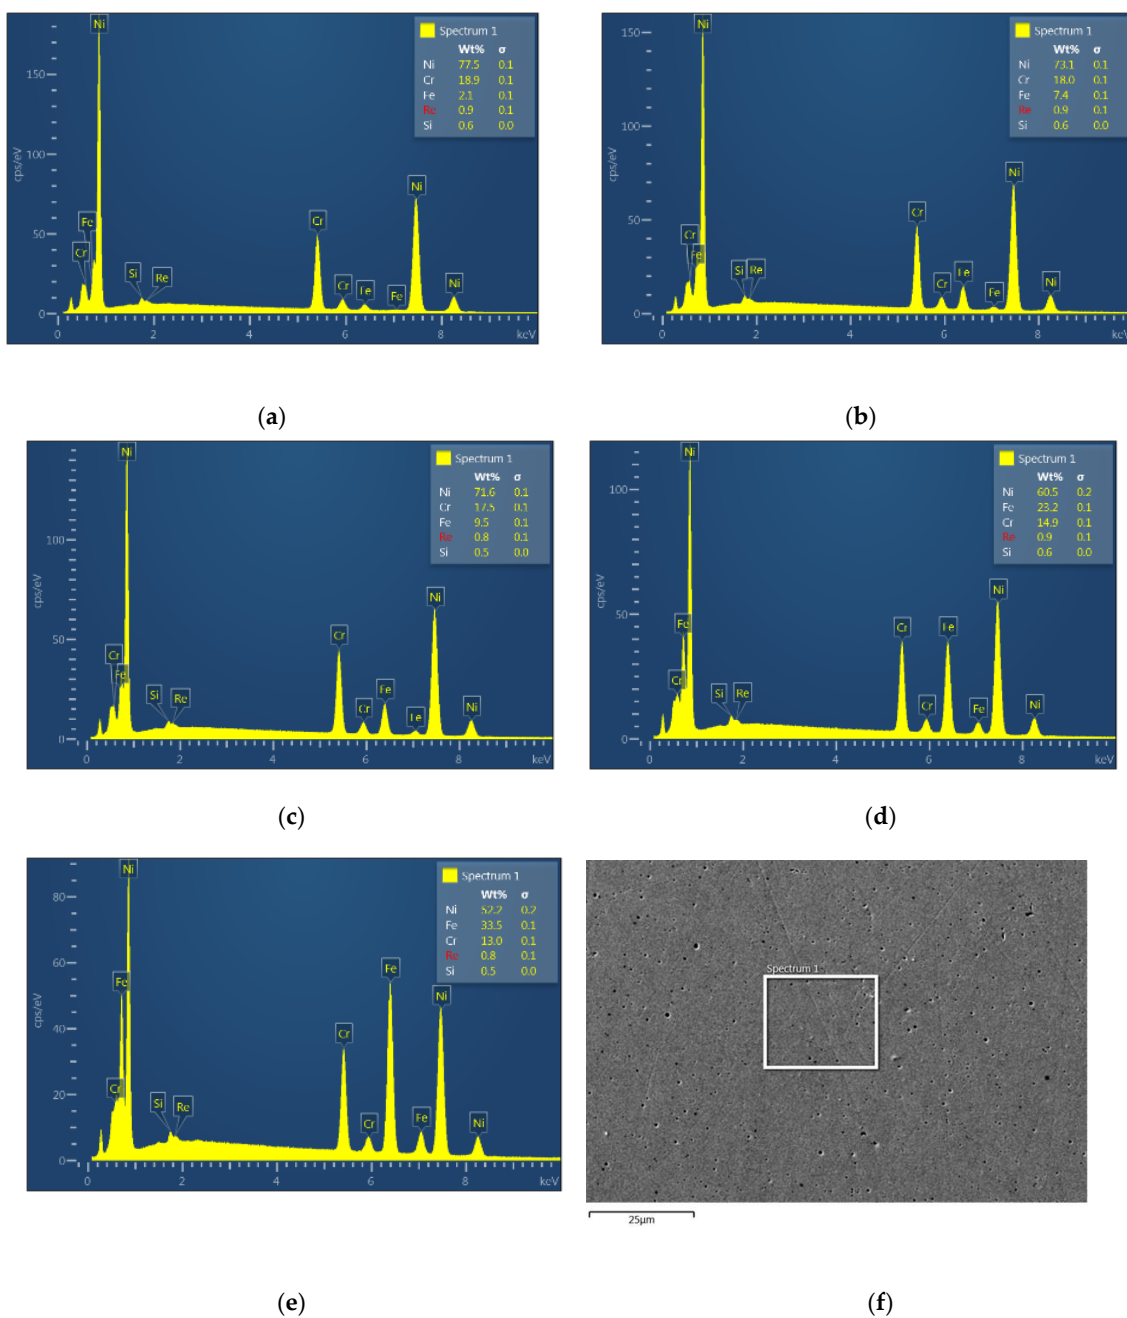 Ni
Spectrum 1
Wt% σ
Ni 77.5 0.1
Cr 18.9 0.1
Fe 2.1 0.1
Re 0.9 0.1
Si 0.6 0.0
150
100
50
0
cps/eV
Fe
Cr
Si
Re
Cr
Cr
Fe
Fe
Ni
Ni
0 2 4 6 8 keV
(a)
Ni
Spectrum 1
Wt% σ
Ni 73.1 0.1
Cr 18.0 0.1
Fe 7.4 0.1
Re 0.9 0.1
Si 0.6 0.0
150
100
50
0
cps/eV
Cr
Fe
Si
Re
Cr
Cr
Fe
Fe
Ni
Ni
0 2 4 6 8 keV
(b)
Ni
Spectrum 1
Wt% σ
Ni 71.6 0.1
Cr 17.5 0.1
Fe 9.5 0.1
Re 0.8 0.1
Si 0.5 0.0
100
50
0
cps/eV
Cr
Fe
Si
Re
Cr
Cr
Fe
Fe
Ni
Ni
0 2 4 6 8 keV
(c)
Ni
Spectrum 1
Wt% σ
Ni 60.5 0.2
Fe 23.2 0.1
Cr 14.9 0.1
Re 0.9 0.1
Si 0.6 0.0
100
50
0
cps/eV
Fe
Cr
Si
Re
Cr
Cr
Fe
Fe
Ni
Ni
0 2 4 6 8 keV
(d)
Ni
Spectrum 1
Wt% σ
Ni 52.2 0.2
Fe 33.5 0.1
Cr 13.0 0.1
Re 0.8 0.1
Si 0.5 0.0
80
60
40
20
0
cps/eV
Fe
Cr
Si
Re
Cr
Cr
Fe
Fe
Ni
Ni
0 2 4 6 8 keV
(e)
Spectrum 1
25μm
(f)